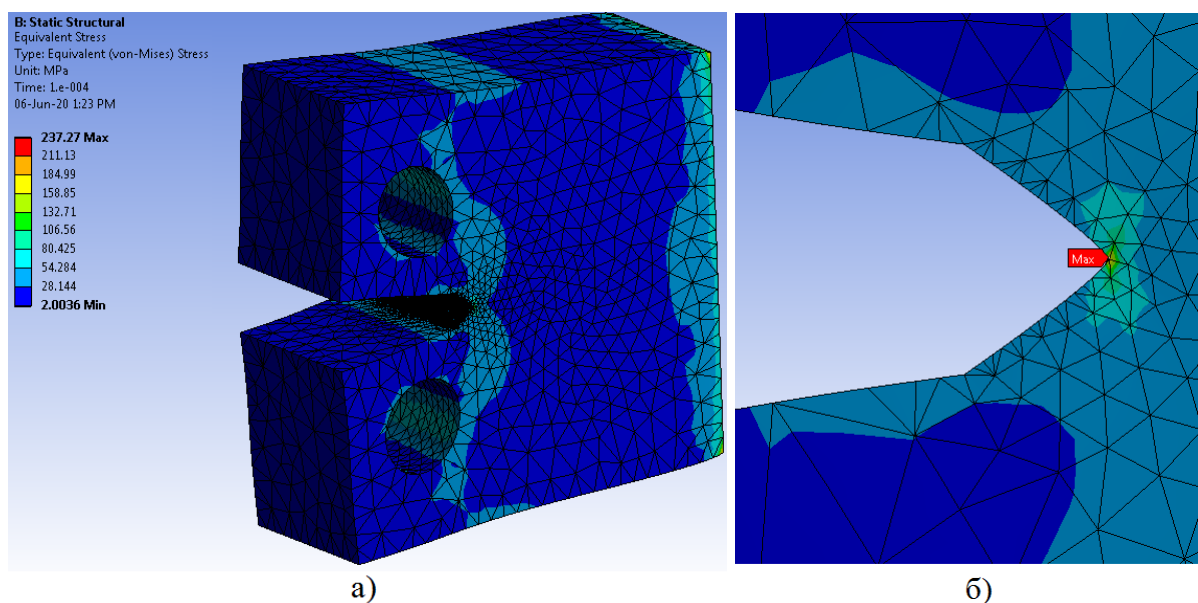 B: Static Structural
Equivalent Stress
Type: Equivalent (von-Mises) Stress
Unit: MPa
Time: 1.e-004
06-Jun-20 1:23 PM
237.27 Max
211.13
184.99
158.85
132.71
106.56
80.425
54.284
28.144
2.0036 Min
Max
а)
б)